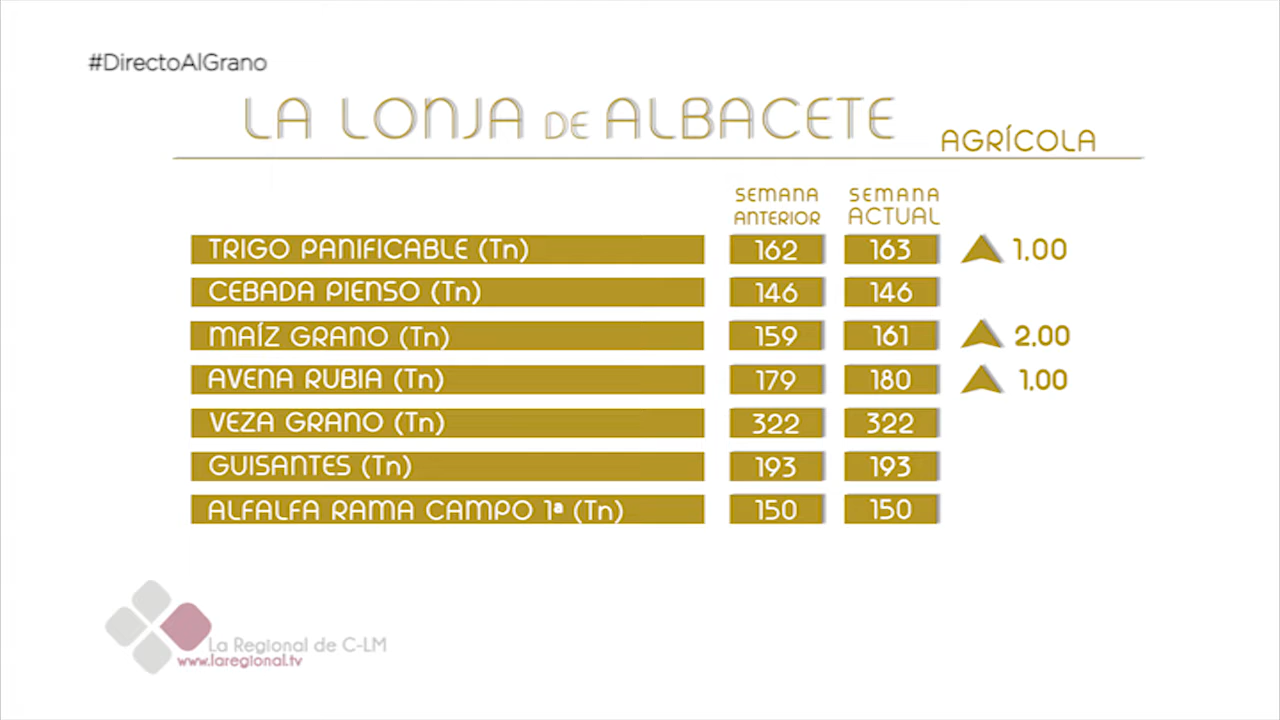 #DirectoAlGrano
LA LONJA DE ALBACETE AGRÍCOLA
SEMANA ANTERIOR SEMANA ACTUAL
TRIGO PANIFICABLE (Tn) 162 163 1,00
CEBADA PIENSO (Tn) 146 146
MAÍZ GRANO (Tn) 159 161 2,00
AVENA RUBIA (Tn) 179 180 1,00
VEZA GRANO (Tn) 322 322
GUISANTES (Tn) 193 193
ALFALFA RAMA CAMPO 1ª (Tn) 150 150
La Regional de C-LM
www.laregional.tv